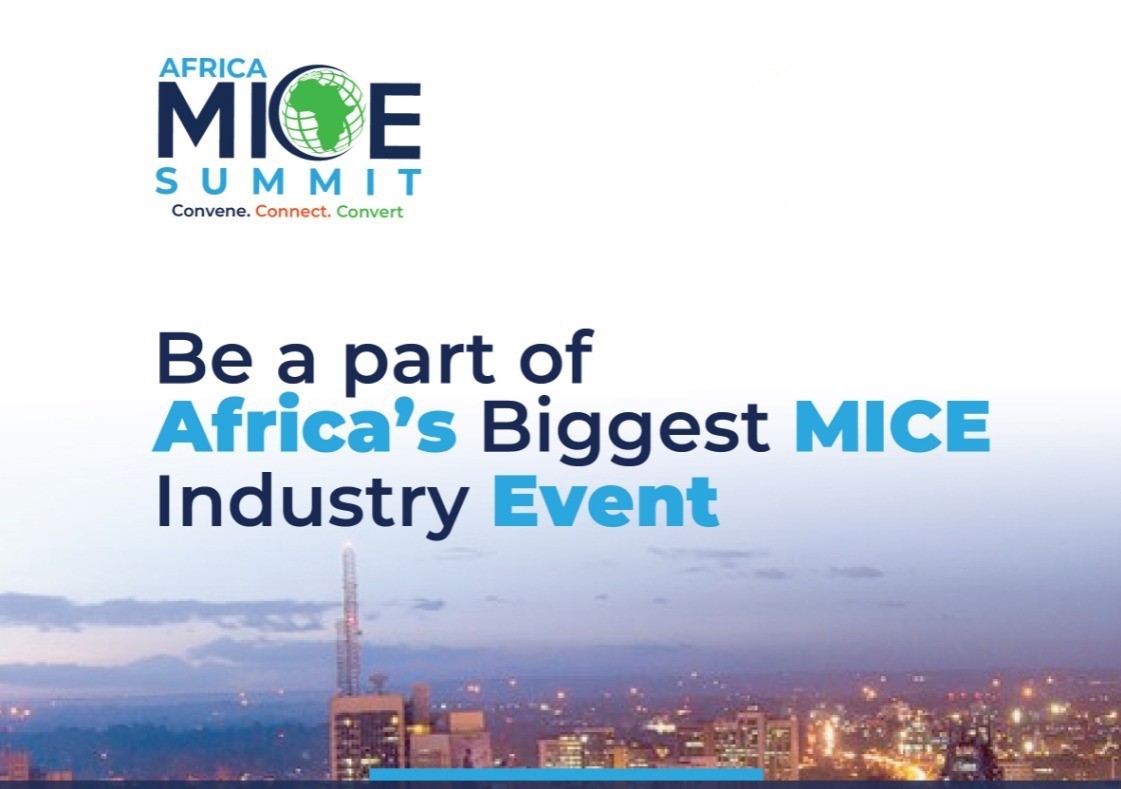 AFRICA
MICE
SUMMIT
Convene. Connect. Convert
Be a part of
Africa's Biggest MICE
Industry Event